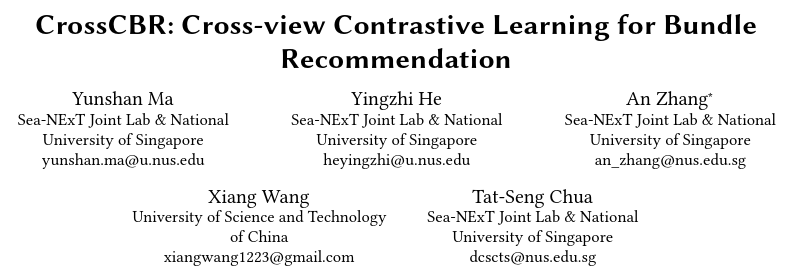 CrossCBR: Cross-view Contrastive Learning for Bundle
Recommendation
Yunshan Ma
Sea-NExT Joint Lab & National
University of Singapore
yunshan.ma@u.nus.edu
Yingzhi He
Sea-NExT Joint Lab & National
University of Singapore
heyingzhi@u.nus.edu
An Zhang*
Sea-NExT Joint Lab & National
University of Singapore
an_zhang@nus.edu.sg
Xiang Wang
University of Science and Technology
of China
xiangwang1223@gmail.com
Tat-Seng Chua
Sea-NExT Joint Lab & National
University of Singapore
dcscts@nus.edu.sg